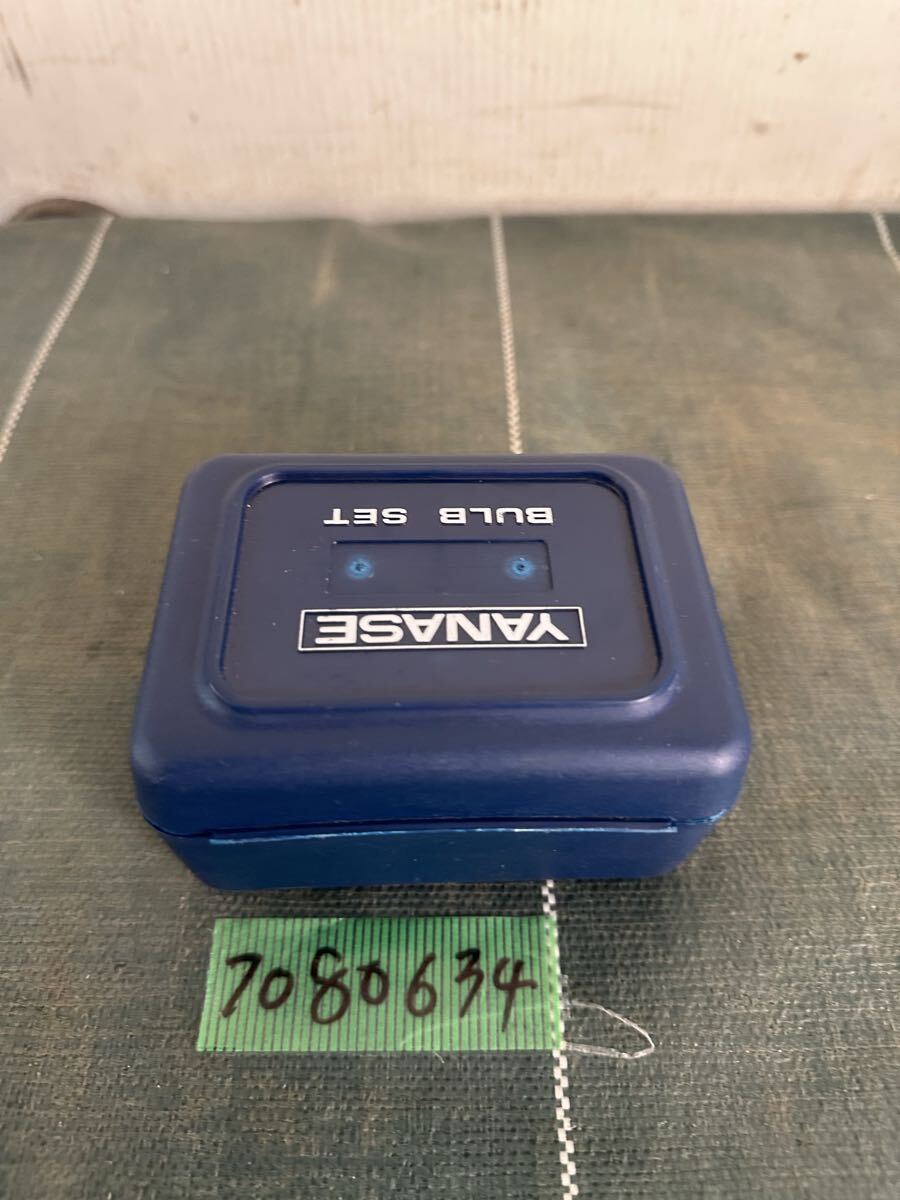 YANASE
BULB SET
7080634